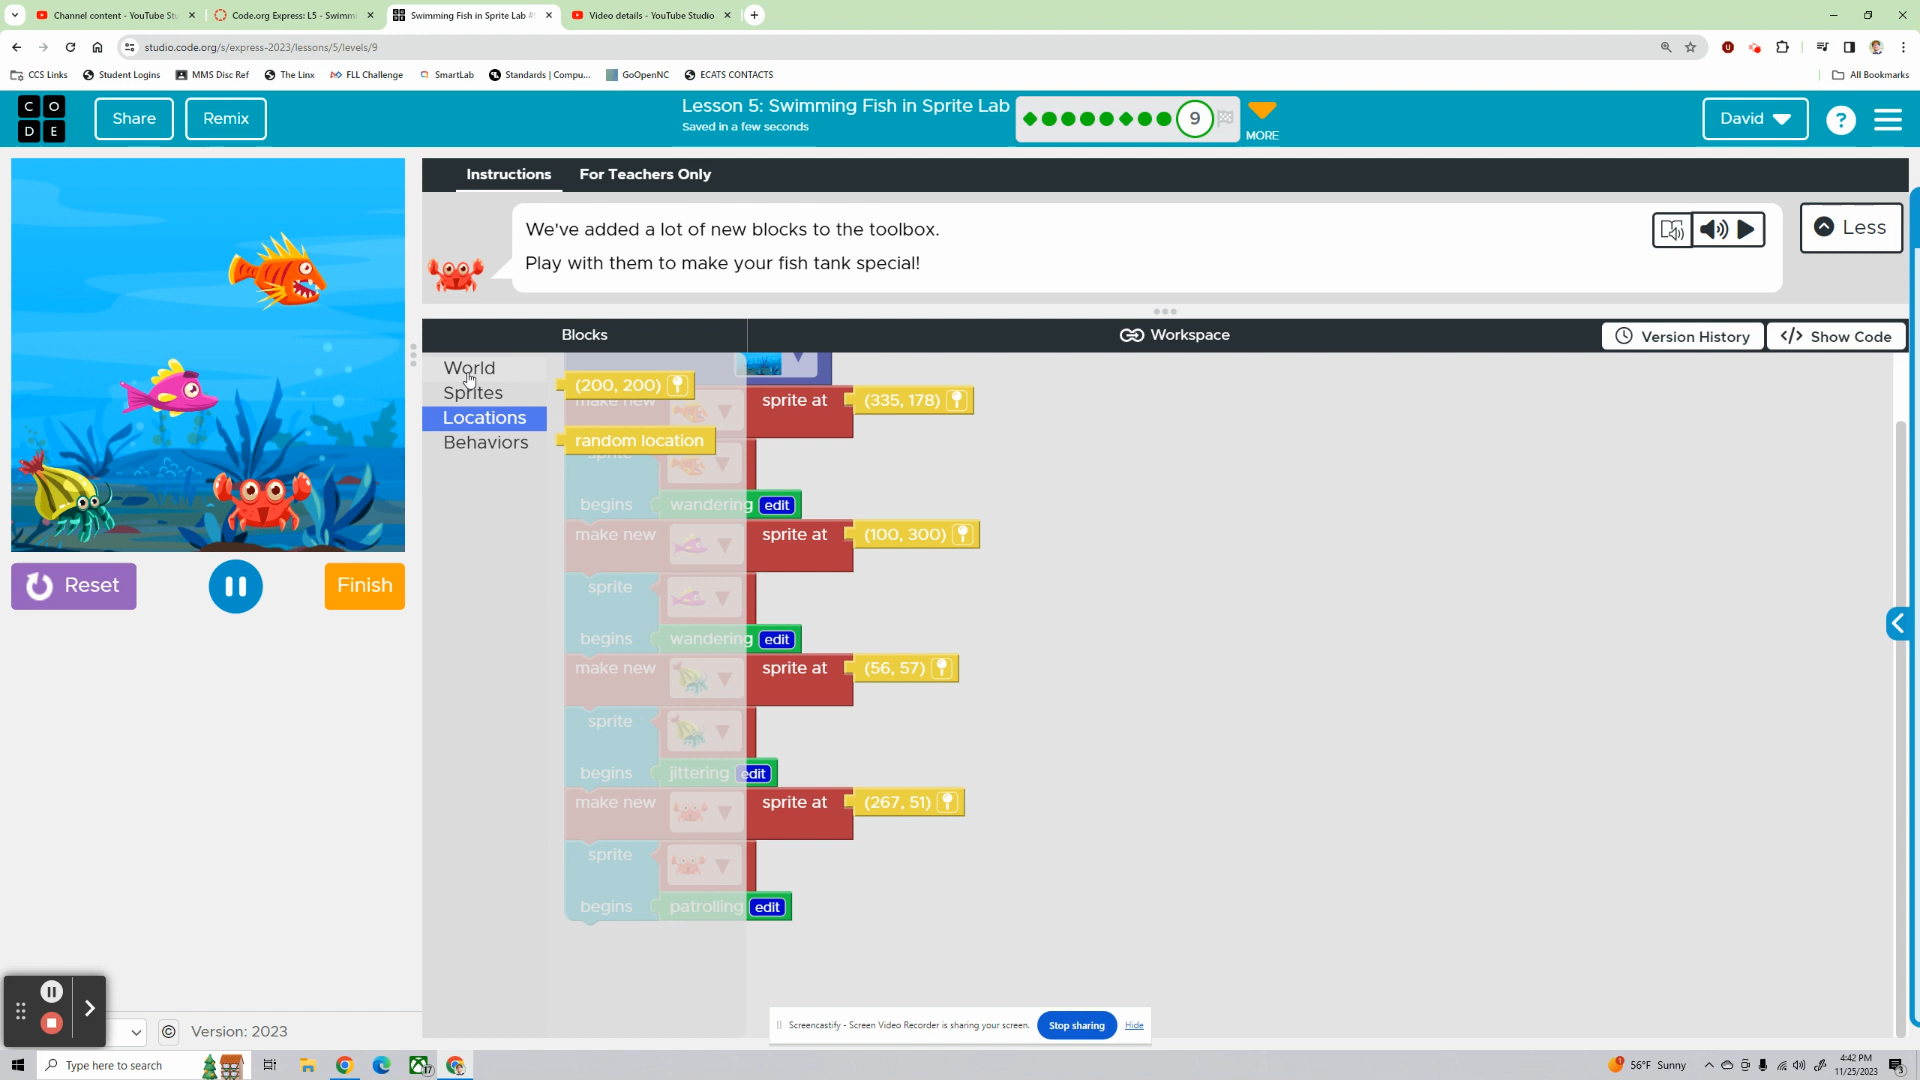 Channel content - YouTube Stu
Code.org Express: L5 - Swimmi
Swimming Fish in Sprite Lab #
Video details - YouTube Studio
studio.code.org/s/express-2023/lessons/5/levels/9
CCS Links
Student Logins
MMS Disc Ref
The Linx
FLL Challenge
SmartLab
Standards | Compu...
GoOpenNC
ECATS CONTACTS
All Bookmarks
CODE
Share
Remix
Lesson 5: Swimming Fish in Sprite Lab
Saved in a few seconds
9
MORE
David
?
Instructions
For Teachers Only
We've added a lot of new blocks to the toolbox.
Play with them to make your fish tank special!
Less
Blocks
Workspace
Version History
</> Show Code
World
Sprites
Locations
Behaviors
(200, 200)
random location
make new sprite at (335, 178)
sprite
begins wandering edit
make new sprite at (100, 300)
sprite
begins wandering edit
make new sprite at (56, 57)
sprite
begins jittering edit
make new sprite at (267, 51)
sprite
begins patrolling edit
Reset
Finish
© Version: 2023
Screencastify - Screen Video Recorder is sharing your screen.
Stop sharing
Hide
Type here to search
17
56°F Sunny
4:42 PM
11/25/2023
3